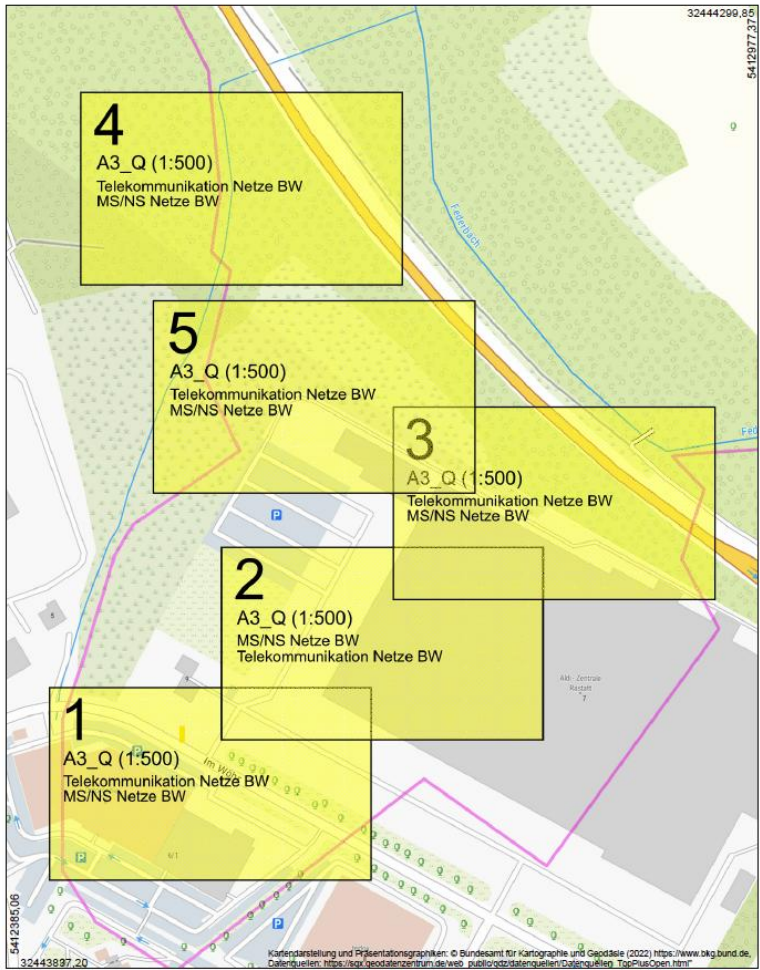 32444299,85
5412977,37
4
A3_Q (1:500)
Telekommunikation Netze BW
MS/NS Netze BW
Federbach
5
A3_Q (1:500)
Telekommunikation Netze BW
MS/NS Netze BW
3
A3_Q (1:500)
Telekommunikation Netze BW
MS/NS Netze BW
Fed
P
2
A3_Q (1:500)
MS/NS Netze BW
Telekommunikation Netze BW
Aldi - Zentrale
Rastatt
7
1
A3_Q (1:500)
Telekommunikation Netze BW
MS/NS Netze BW
P
Im Wöhr
P
P
5412385,06
32443897,20
Kartendarstellung und Präsentationsgraphiken: © Bundesamt für Kartographie und Geodäsie (2022) https://www.bkg.bund.de,
Datenquellen: https://sgx.geodatenzentrum.de/web_public/gdz/datenquellen/Datenquellen_TopPlusOpen.html"